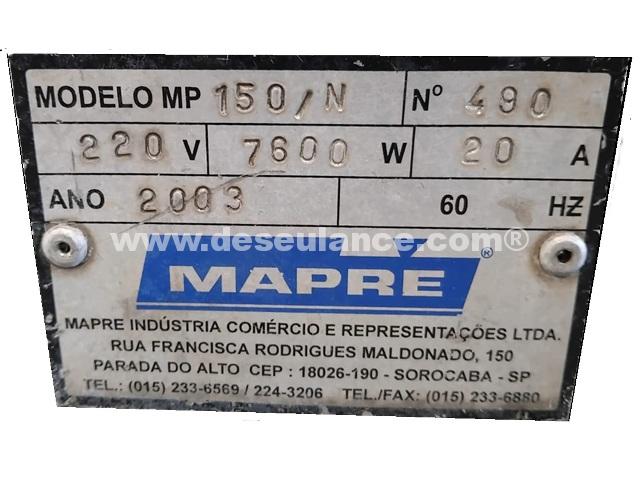 MODELO MP 150/N Nº 490
220 V 7600 W 20 A
ANO 2003 60 HZ
www.deseulance.com®
MAPRE ®
MAPRE INDÚSTRIA COMÉRCIO E REPRESENTAÇÕES LTDA.
RUA FRANCISCA RODRIGUES MALDONADO, 150
PARADA DO ALTO CEP : 18026-190 - SOROCABA - SP
TEL.: (015) 233-6569 / 224-3206 TEL./FAX: (015) 233-6880